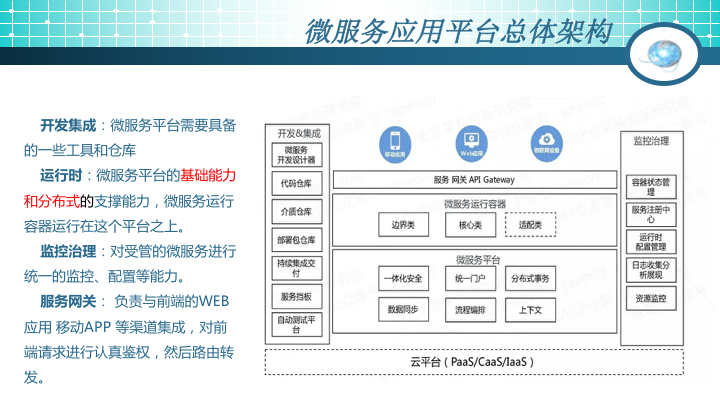 微服务应用平台总体架构
开发集成：微服务平台需要具备
的一些工具和仓库
运行时：微服务平台的基础能力
和分布式的支撑能力，微服务运行
容器运行在这个平台之上。
监控治理：对受管的微服务进行
统一的监控、配置等能力。
服务网关： 负责与前端的WEB
应用 移动APP 等渠道集成，对前
端请求进行认真鉴权，然后路由转
发。
开发&集成
微服务
开发设计器
代码仓库
介质仓库
部署包仓库
持续集成交
付
服务挡板
自动测试平
台
移动应用
Web应用
物联网设备
服务 网关 API Gateway
微服务运行容器
边界类
核心类
适配类
微服务平台
一体化安全
统一门户
分布式事务
数据同步
流程编排
上下文
监控治理
容器状态管
理
服务注册中
心
运行时
配置管理
日志收集分
析展现
资源监控
云平台（PaaS/CaaS/IaaS）